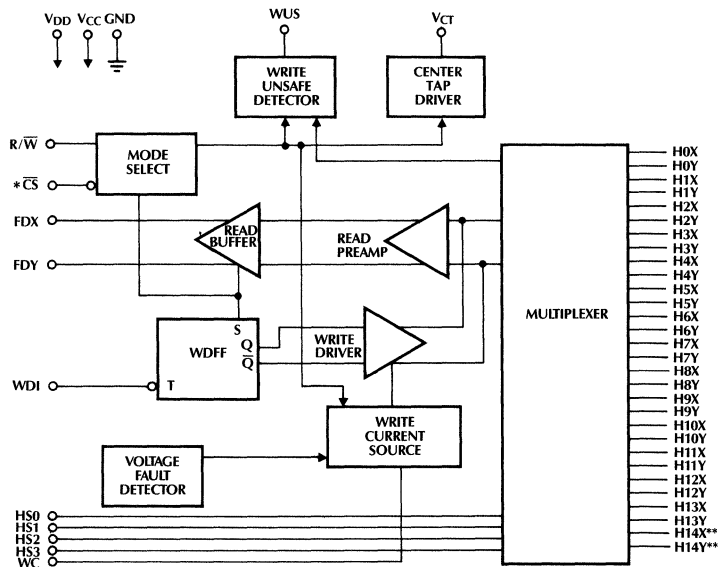 VDD VCC GND
WUS
VCT
WRITE
UNSAFE
DETECTOR
CENTER
TAP
DRIVER
R/W̅
MODE
SELECT
*C̅S̅
FDX
READ
BUFFER
READ
PREAMP
FDY
S
WDFF
Q
Q̅
T
WRITE
DRIVER
WDI
WRITE
CURRENT
SOURCE
VOLTAGE
FAULT
DETECTOR
MULTIPLEXER
HS0
HS1
HS2
HS3
WC
H0X
H0Y
H1X
H1Y
H2X
H2Y
H3X
H3Y
H4X
H4Y
H5X
H5Y
H6X
H6Y
H7X
H7Y
H8X
H8Y
H9X
H9Y
H10X
H10Y
H11X
H11Y
H12X
H12Y
H13X
H13Y
H14X**
H14Y**